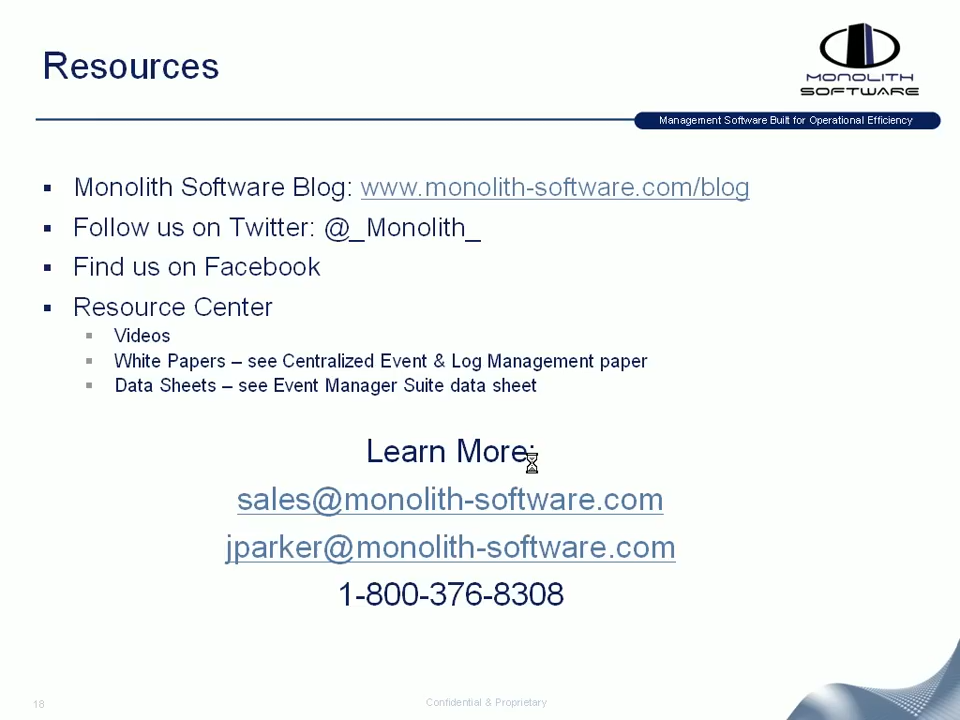 Resources
MONOLITH
SOFTWARE
Management Software Built for Operational Efficiency
Monolith Software Blog: www.monolith-software.com/blog
Follow us on Twitter: @_Monolith_
Find us on Facebook
Resource Center
Videos
White Papers – see Centralized Event & Log Management paper
Data Sheets – see Event Manager Suite data sheet
Learn More:
sales@monolith-software.com
jparker@monolith-software.com
1-800-376-8308
18
Confidential & Proprietary